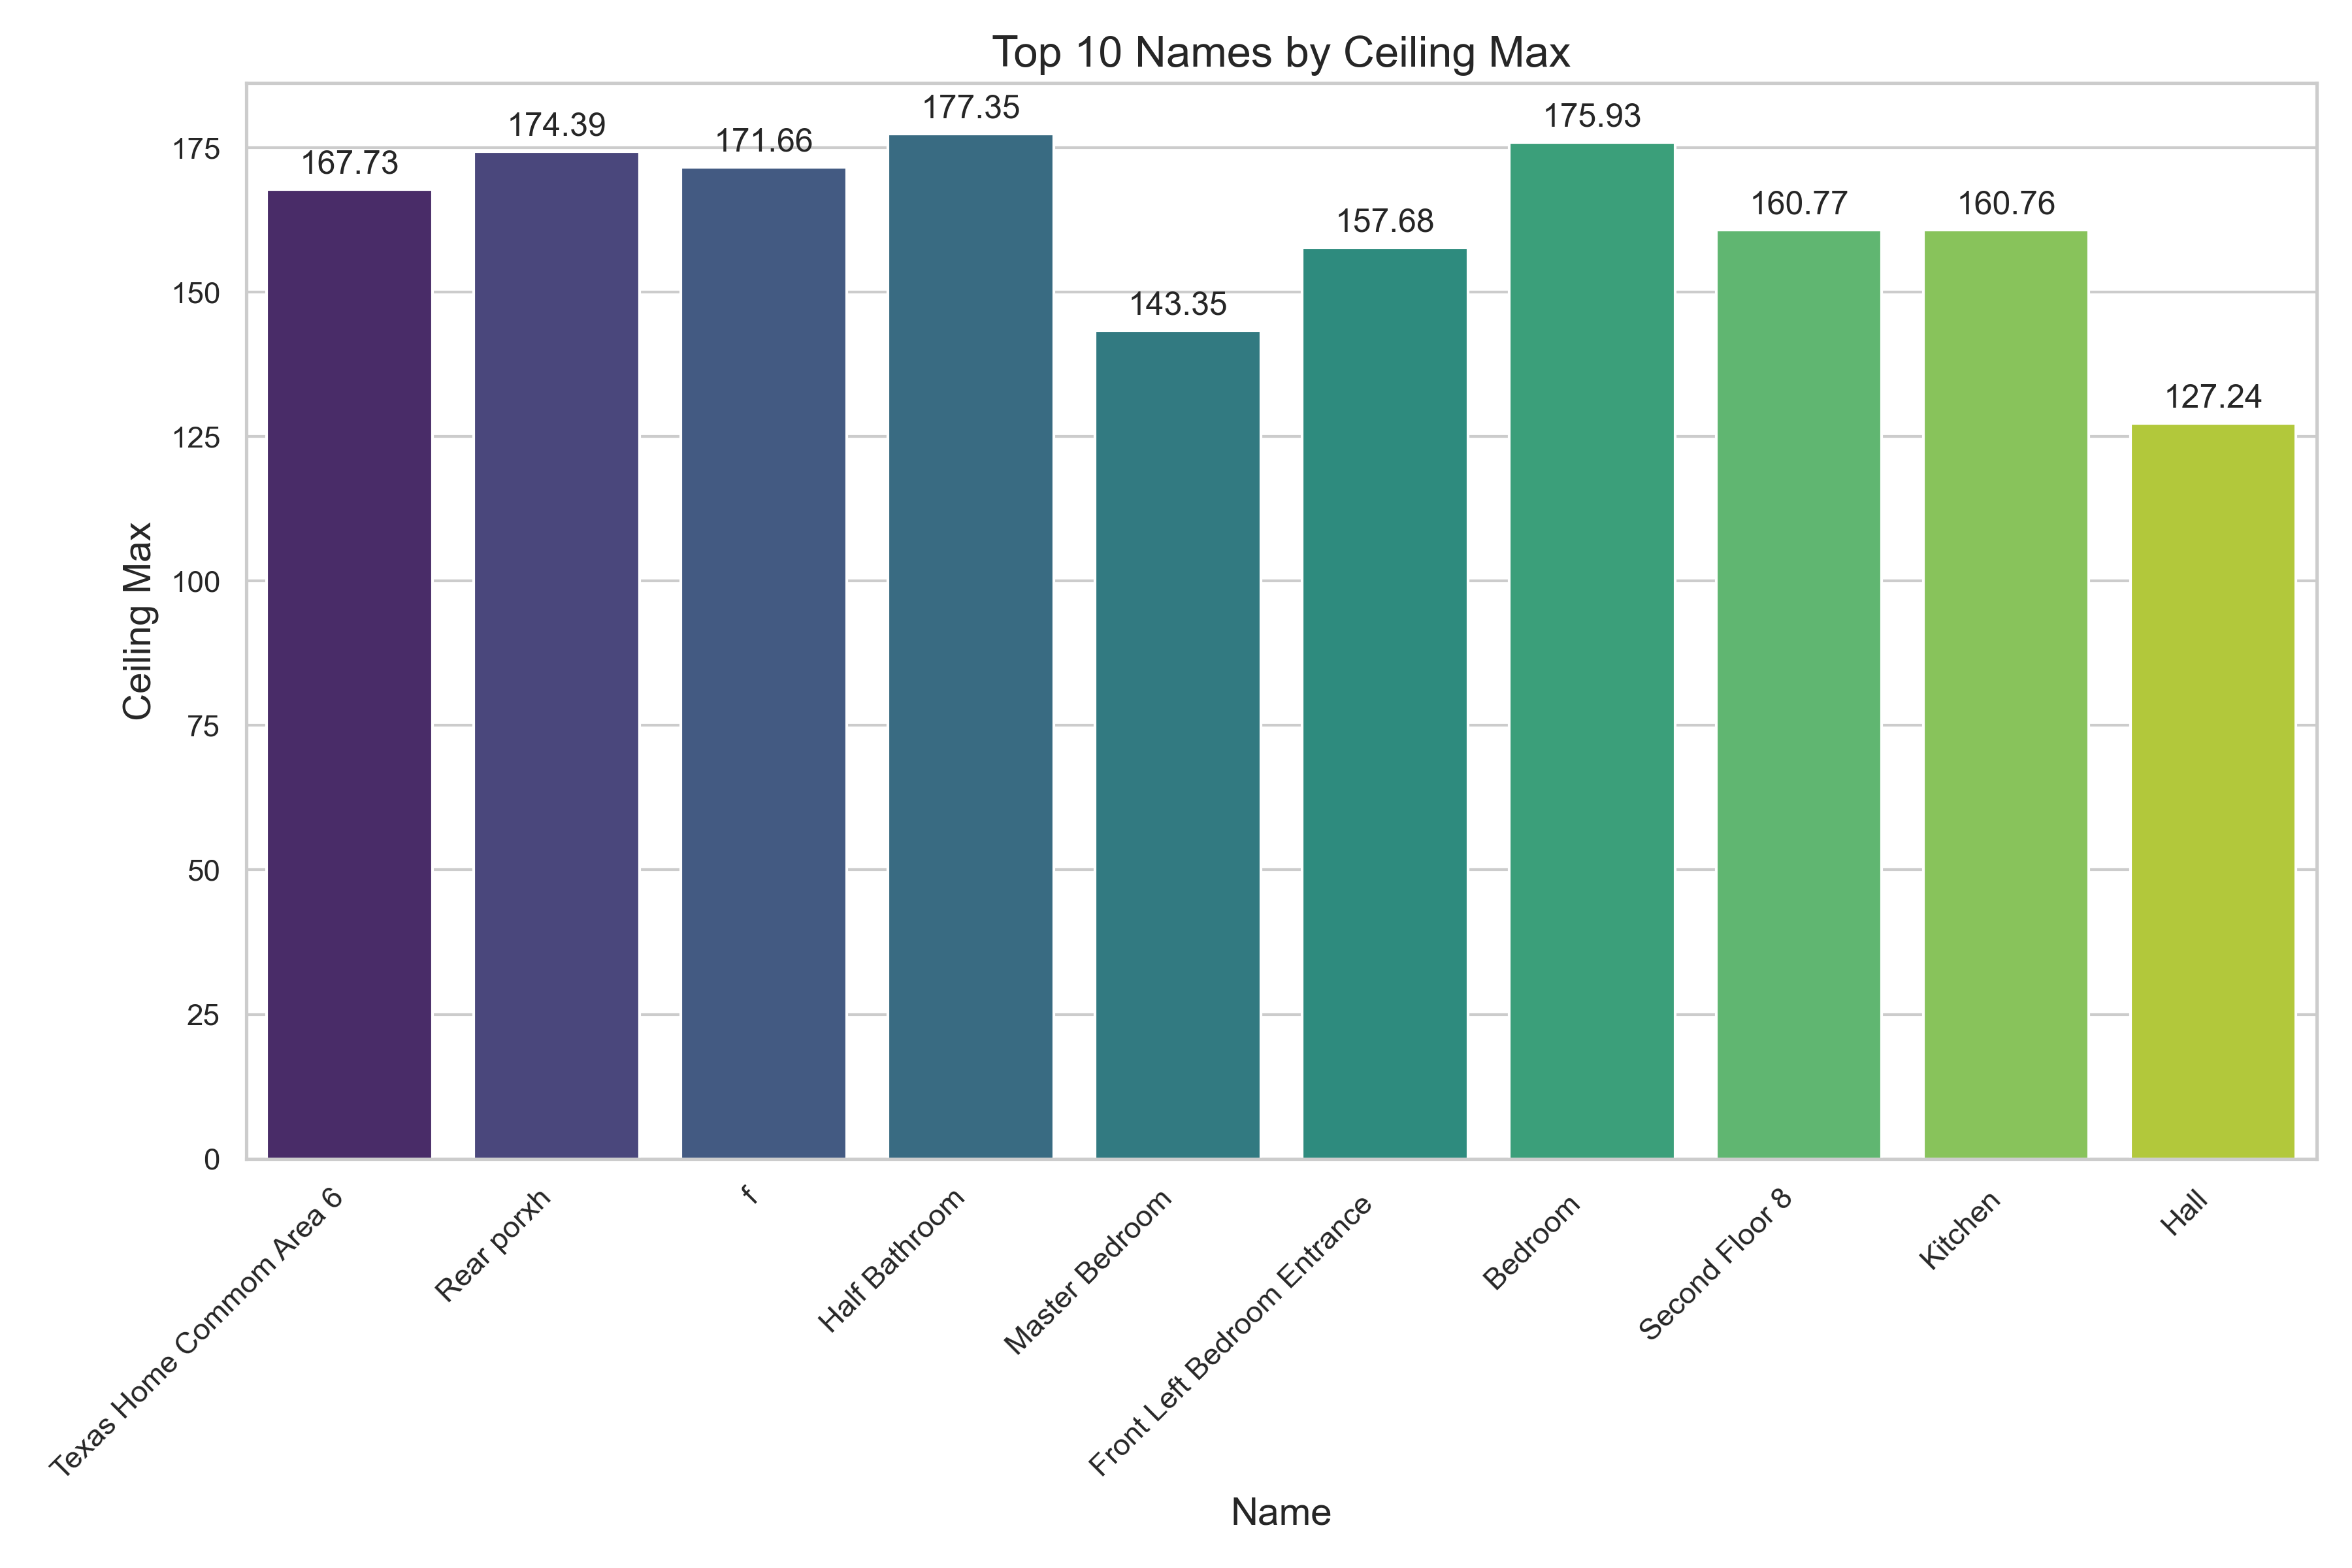 Top 10 Names by Ceiling Max
177.35
175.93
174.39
171.66
175
167.73
160.77
160.76
157.68
150
143.35
127.24
125
100
75
50
25
0
Ceiling Max
Texas Home Commom Area 6
Rear porxh
f
Half Bathroom
Master Bedroom
Front Left Bedroom Entrance
Bedroom
Second Floor 8
Kitchen
Hall
Name